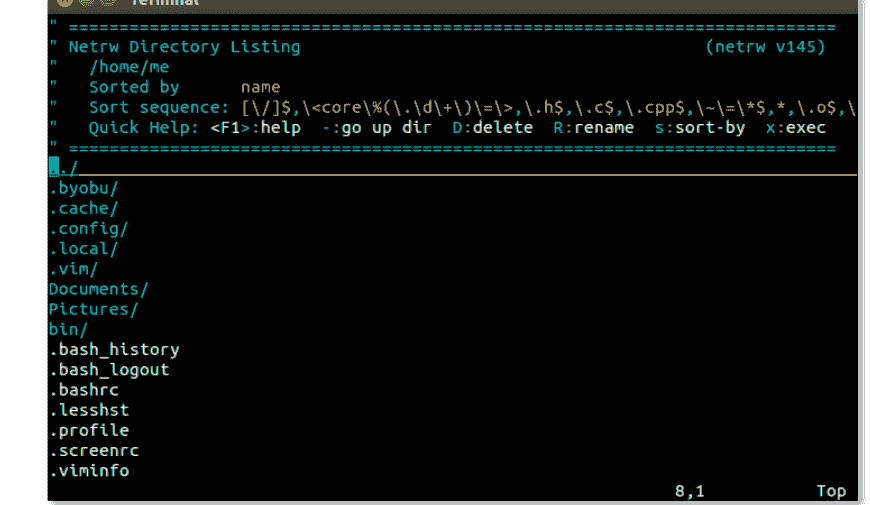 Terminal
" ============================================================================
" Netrw Directory Listing                                        (netrw v145)
"   /home/me
"   Sorted by      name
"   Sort sequence: [\/]$,\<core\%(\.\d\+\)\=\>,\.h$,\.c$,\.cpp$,\~\=\*$,*,\.o$,\
"   Quick Help: <F1>:help  -:go up dir  D:delete  R:rename  s:sort-by  x:exec
" ============================================================================
../
.byobu/
.cache/
.config/
.local/
.vim/
Documents/
Pictures/
bin/
.bash_history
.bash_logout
.bashrc
.lesshst
.profile
.screenrc
.viminfo
8,1           Top